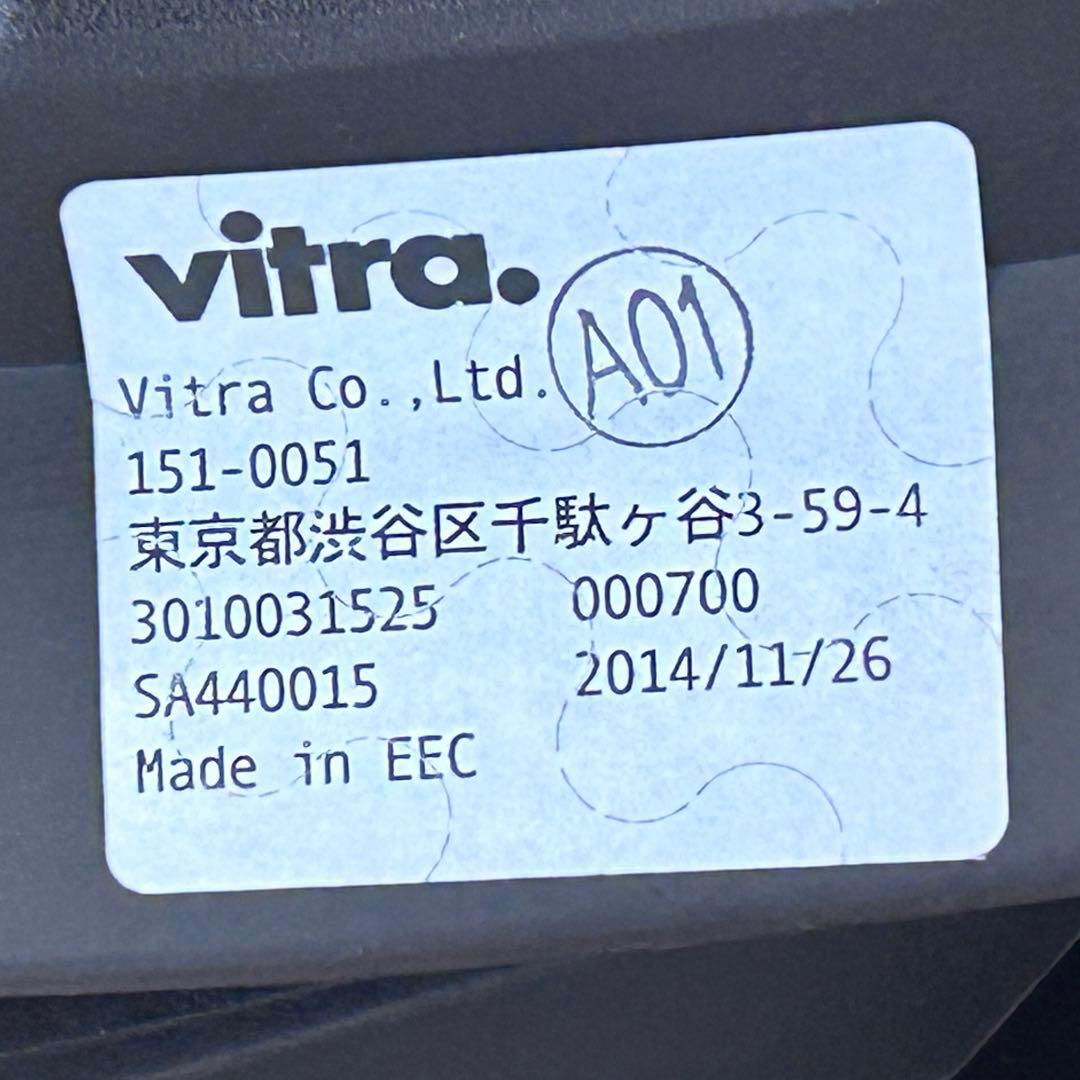 vitra.
A01
Vitra Co.,Ltd.
151-0051
東京都渋谷区千駄ヶ谷3-59-4
3010031525 000700
SA440015 2014/11/26
Made in EEC